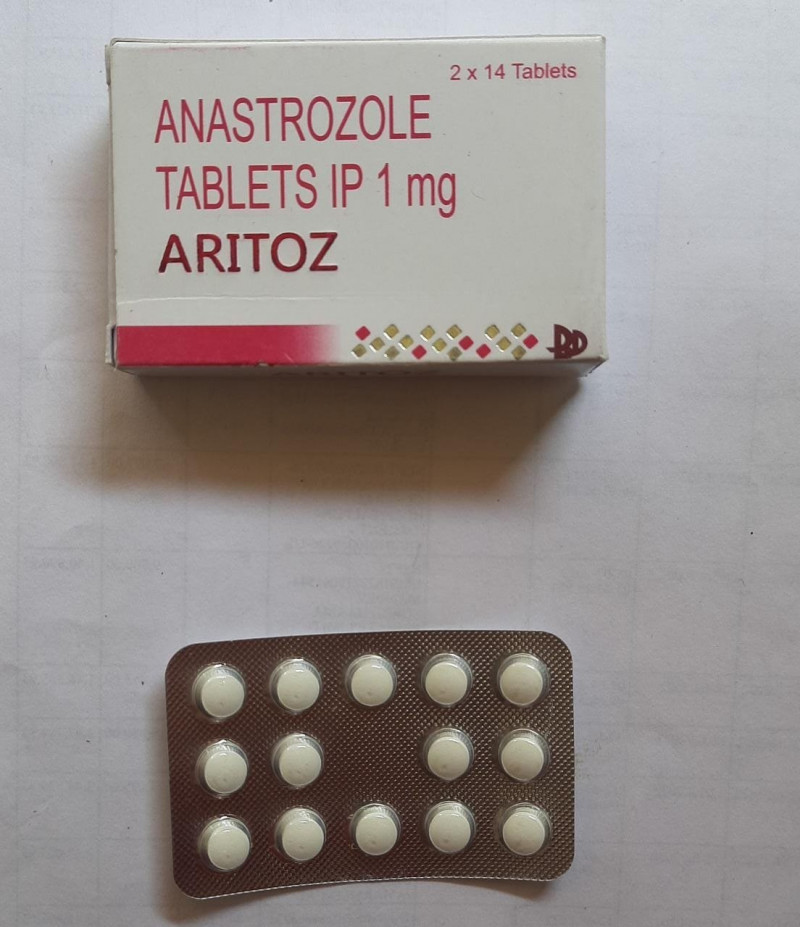 2 x 14 Tablets
ANASTROZOLE
TABLETS IP 1 mg
ARITOZ